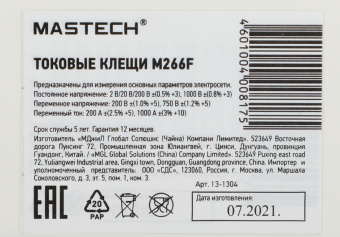 MASTECH®
ТОКОВЫЕ КЛЕЩИ M266F
Предназначены для измерения основных параметров электросети.
Постоянное напряжение: 2 В/20 В/200 В ±(0.5% +3), 1000 В ±(0.8% +3)
Переменное напряжение: 200 В ±(1.0% +5), 750 В ±(1.2% +5)
Переменный ток: 200 А ±(2.5% +5), 1000 А ±(3% +10)
Срок службы 5 лет. Гарантия 12 месяцев.
Изготовитель «МДжиЛ Глобал Солюшнс (Чайна) Компани Лимитед». 523649 Восточная
дорога Пусинг 72, Промышленная зона Юлиангвей, г. Цинси, Дунгуань, провинция
Гуандонг, Китай. / «MGL Global Solutions (China) Company Limited» 523649 Puxing east road
72, Yuliangwei Industrial area, Gingxi town, Dongguan, Guangdong province, China. Импортер и
уполномоченный представитель: ООО «СДС», 123060, Россия, г. Москва, ул. Маршала
Соколовского, д. 3, эт. 5, пом. 1, ком. 3.
Арт. 13-1304
EAC
20
PAP
Дата изготовления:
07.2021.
4601004008175